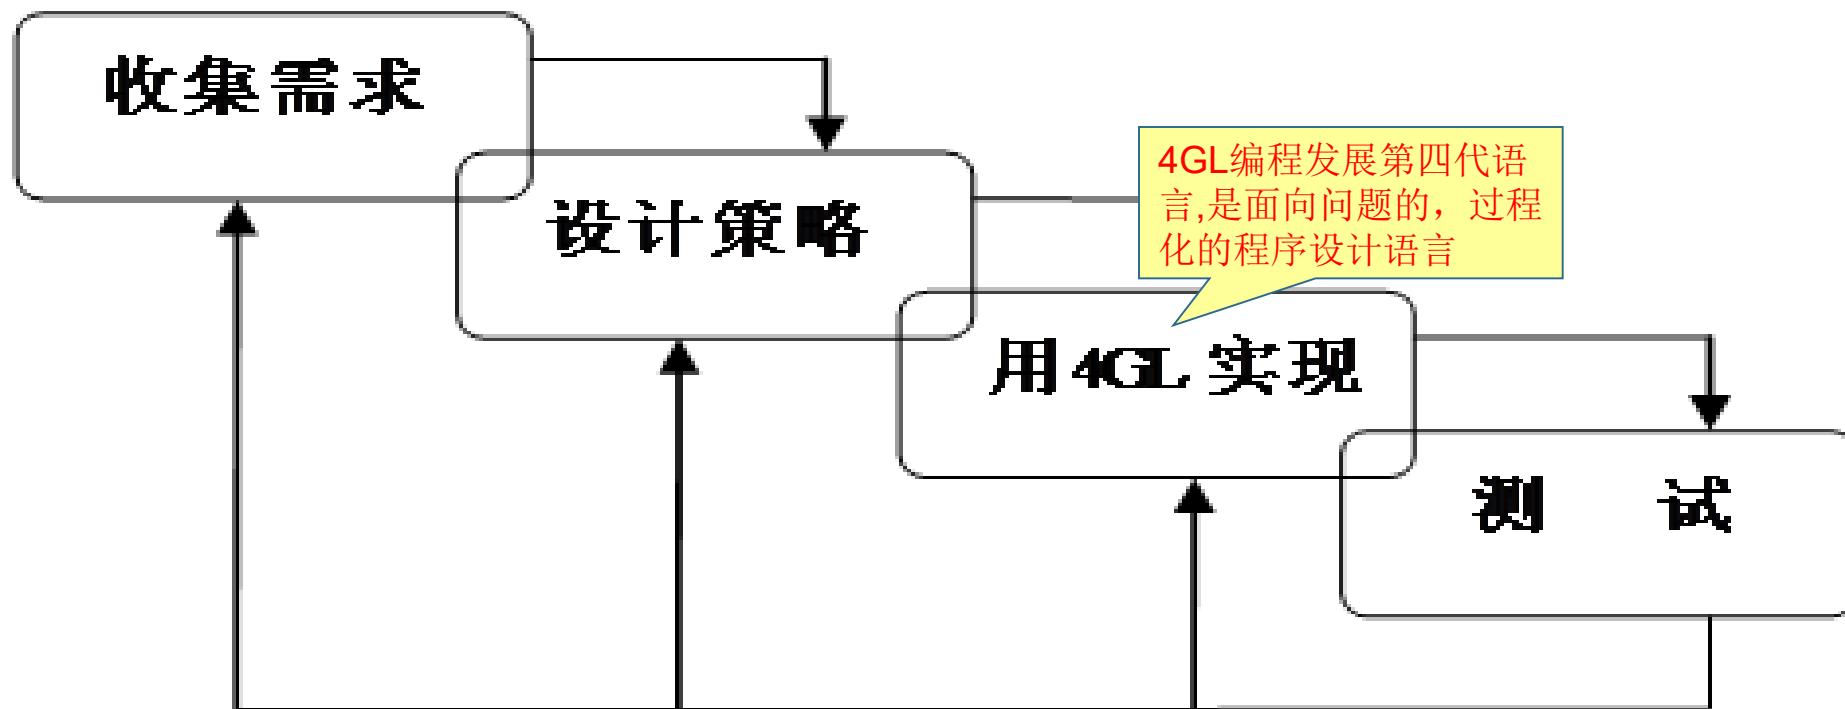 收集需求
设计策略
4GL编程发展第四代语
言,是面向问题的，过程
化的程序设计语言
用4GL 实现
测 试